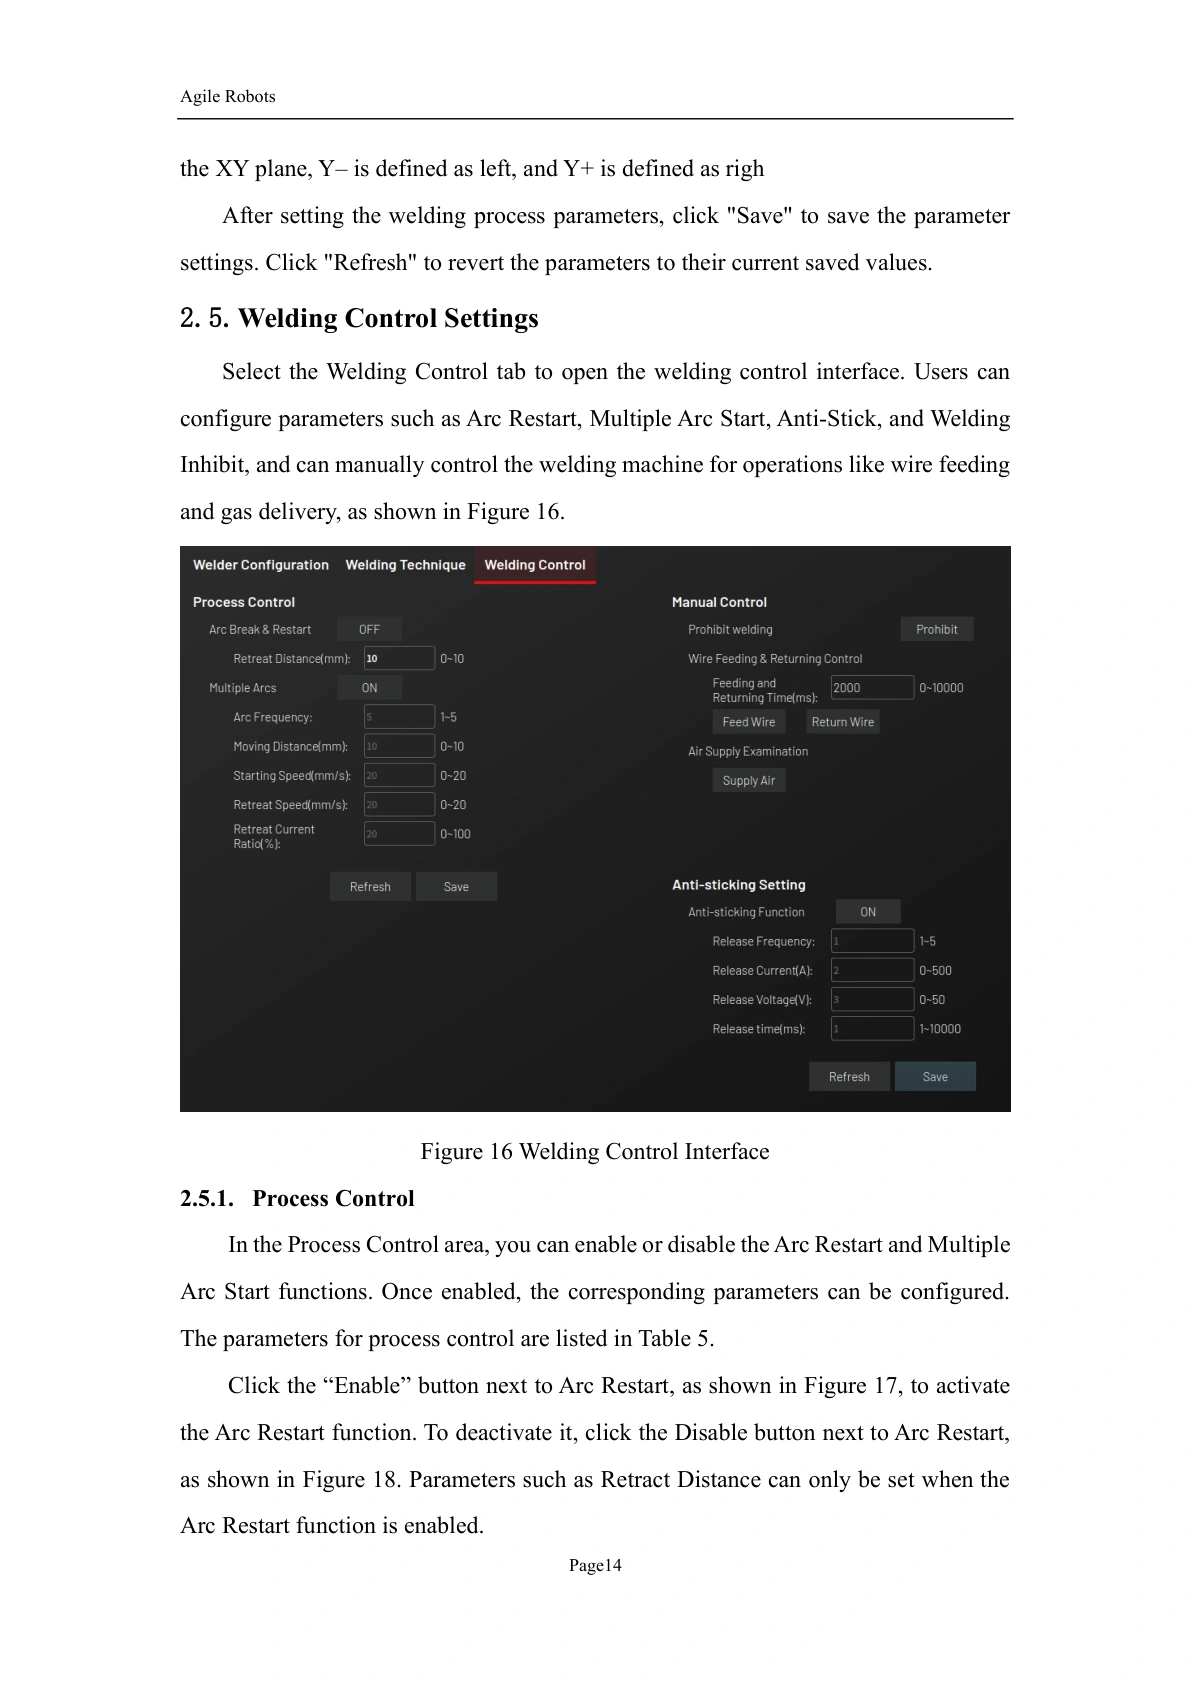 Agile Robots
the XY plane, Y– is defined as left, and Y+ is defined as righ
After setting the welding process parameters, click "Save" to save the parameter
settings. Click "Refresh" to revert the parameters to their current saved values.
2. 5. Welding Control Settings
Select the Welding Control tab to open the welding control interface. Users can
configure parameters such as Arc Restart, Multiple Arc Start, Anti-Stick, and Welding
Inhibit, and can manually control the welding machine for operations like wire feeding
and gas delivery, as shown in Figure 16.
Welder Configuration Welding Technique Welding Control
Process Control
Arc Break & Restart OFF
Retreat Distance(mm): 10 0~10
Multiple Arcs ON
Arc Frequency: 5 1~5
Moving Distance(mm): 10 0~10
Starting Speed(mm/s): 20 0~20
Retreat Speed(mm/s): 20 0~20
Retreat Current
Ratio(%): 20 0~100
Refresh Save
Manual Control
Prohibit welding Prohibit
Wire Feeding & Returning Control
Feeding and
Returning Time(ms): 2000 0~10000
Feed Wire Return Wire
Air Supply Examination
Supply Air
Anti-sticking Setting
Anti-sticking Function ON
Release Frequency: 1 1~5
Release Current(A): 2 0~500
Release Voltage(V): 3 0~50
Release time(ms): 1 1~10000
Refresh Save
Figure 16 Welding Control Interface
2.5.1. Process Control
In the Process Control area, you can enable or disable the Arc Restart and Multiple
Arc Start functions. Once enabled, the corresponding parameters can be configured.
The parameters for process control are listed in Table 5.
Click the “Enable” button next to Arc Restart, as shown in Figure 17, to activate
the Arc Restart function. To deactivate it, click the Disable button next to Arc Restart,
as shown in Figure 18. Parameters such as Retract Distance can only be set when the
Arc Restart function is enabled.
Page14